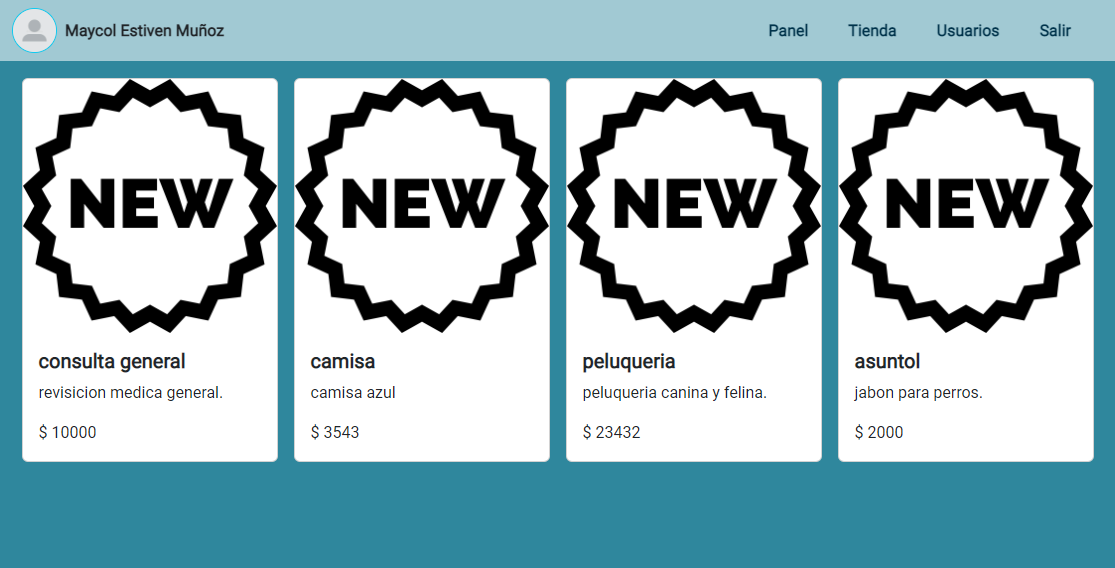 Maycol Estiven Muñoz Panel Tienda Usuarios Salir
NEW
consulta general
revisicion medica general.
$ 10000
NEW
camisa
camisa azul
$ 3543
NEW
peluqueria
peluqueria canina y felina.
$ 23432
NEW
asuntol
jabon para perros.
$ 2000